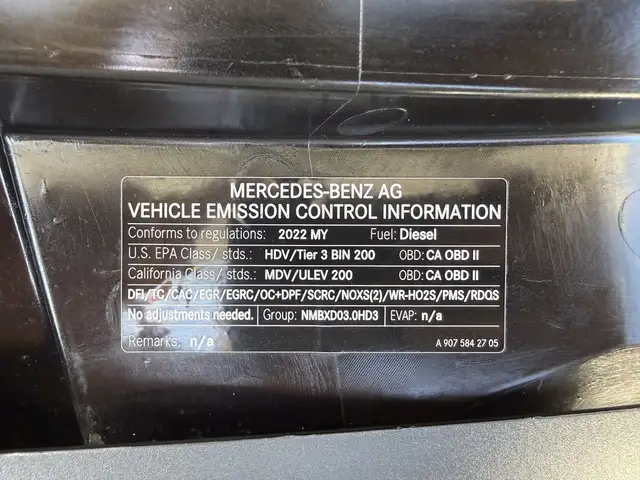 MERCEDES-BENZ AG
VEHICLE EMISSION CONTROL INFORMATION
Conforms to regulations: 2022 MY Fuel: Diesel
U.S. EPA Class/ stds.: HDV/Tier 3 BIN 200 OBD: CA OBD II
California Class/ stds.: MDV/ULEV 200 OBD: CA OBD II
DFI/TC/CAC/EGR/EGRC/OC+DPF/SCRC/NOXS(2)/WR-HO2S/PMS/RDQS
No adjustments needed. Group: NMBXD03.0HD3 EVAP: n/a
Remarks: n/a A 907 584 27 05